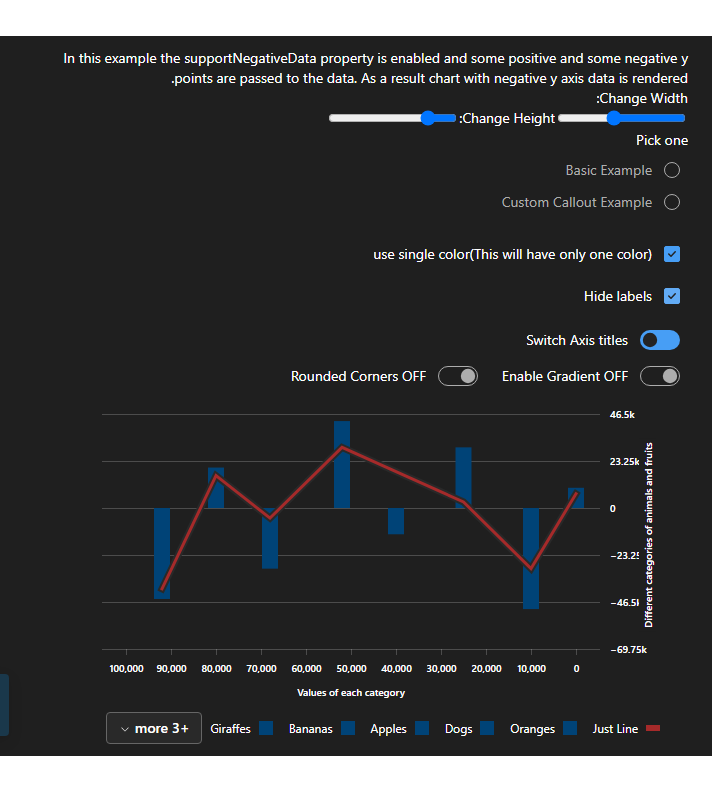 In this example the supportNegativeData property is enabled and some positive and some negative y
.points are passed to the data. As a result chart with negative y axis data is rendered
:Change Width
:Change Height
Pick one
Basic Example
Custom Callout Example
use single color(This will have only one color)
Hide labels
Switch Axis titles
Rounded Corners OFF
Enable Gradient OFF
46.5k
23.25k
0
−23.2
−46.5
−69.75k
Different categories of animals and fruits
100,000 90,000 80,000 70,000 60,000 50,000 40,000 30,000 20,000 10,000 0
Values of each category
more 3+ Giraffes Bananas Apples Dogs Oranges Just Line